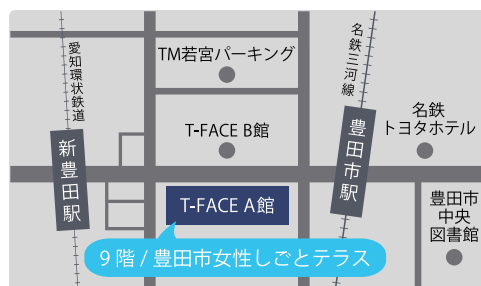 愛知環状鉄道
TM若宮パーキング
名鉄三河線
T-FACE B館
名鉄
トヨタホテル
新豊田駅
豊田市駅
T-FACE A館
豊田市
中央
図書館
9階 / 豊田市女性しごとテラス